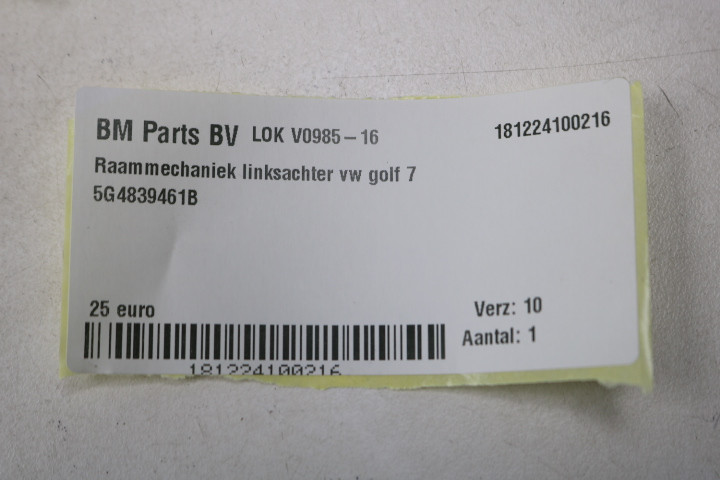 BM Parts BV LOK V0985-16 181224100216
Raammechaniek linksachter vw golf 7
5G4839461B
25 euro Verz: 10
Aantal: 1
181224100216